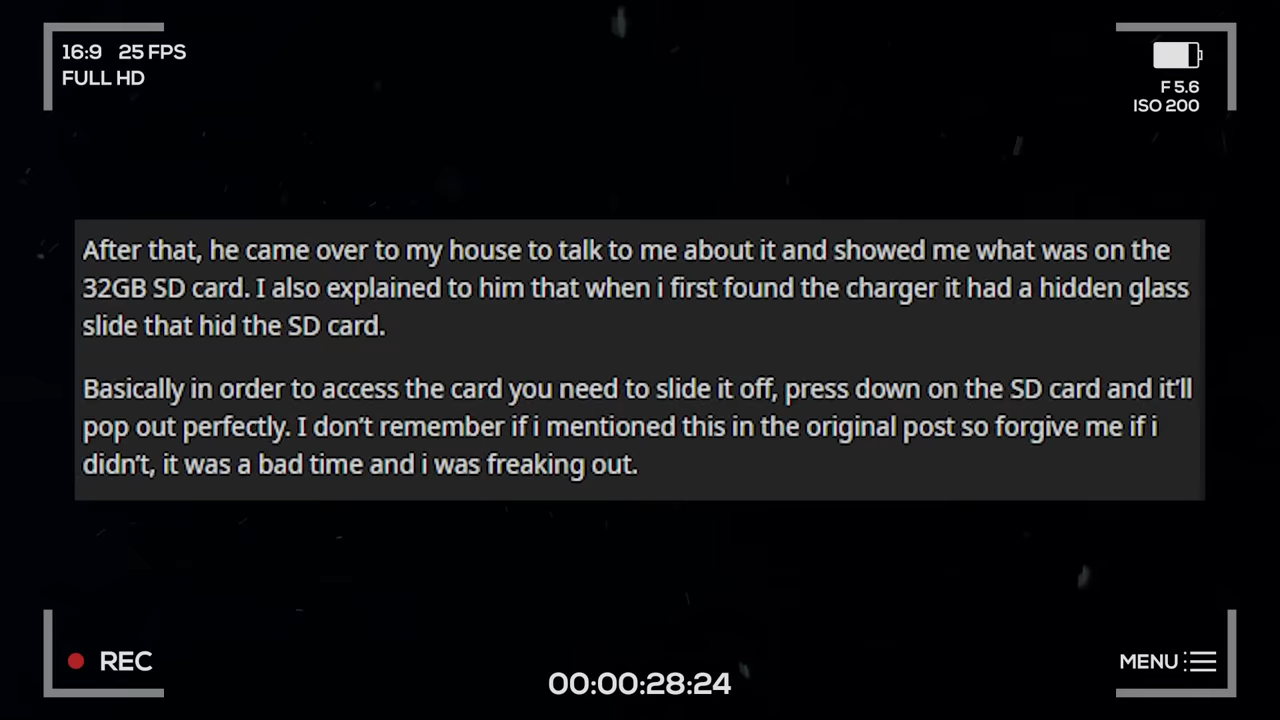 16:9 25 FPS
FULL HD
F 5.6
ISO 200
After that, he came over to my house to talk to me about it and showed me what was on the
32GB SD card. I also explained to him that when i first found the charger it had a hidden glass
slide that hid the SD card.
Basically in order to access the card you need to slide it off, press down on the SD card and it’ll
pop out perfectly. I don’t remember if i mentioned this in the original post so forgive me if i
didn’t, it was a bad time and i was freaking out.
REC
00:00:28:24
MENU